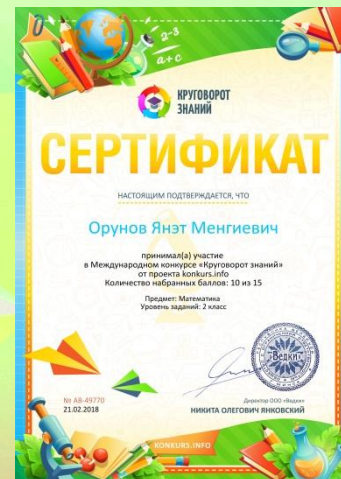 2-3
a+c
КРУГОВОРОТ
ЗНАНИЙ
СЕРТИФИКАТ
НАСТОЯЩИМ ПОДТВЕРЖДАЕТСЯ, ЧТО
Орунов Янэт Менгиевич
принимал(а) участие
в Международном конкурсе «Круговорот знаний»
от проекта konkurs.info
Количество набранных баллов: 10 из 15
Предмет: Математика
Уровень заданий: 2 класс
"Ведки"
№ АВ-49770
21.02.2018
Директор ООО «Ведки»
НИКИТА ОЛЕГОВИЧ ЯНКОВСКИЙ
KONKURS.INFO